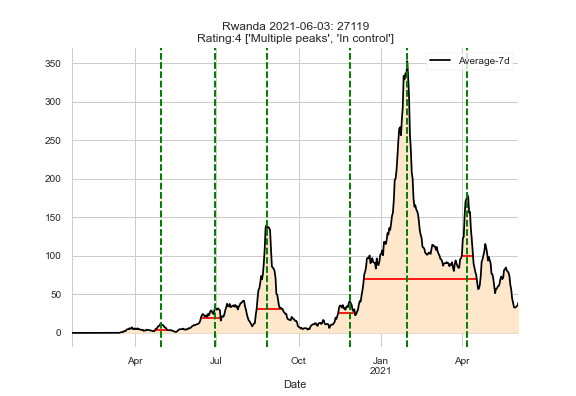 Rwanda 2021-06-03: 27119
Rating:4 ['Multiple peaks', 'In control']
Average-7d
350
300
250
200
150
100
50
0
Apr
Jul
Oct
Jan
2021
Apr
Date